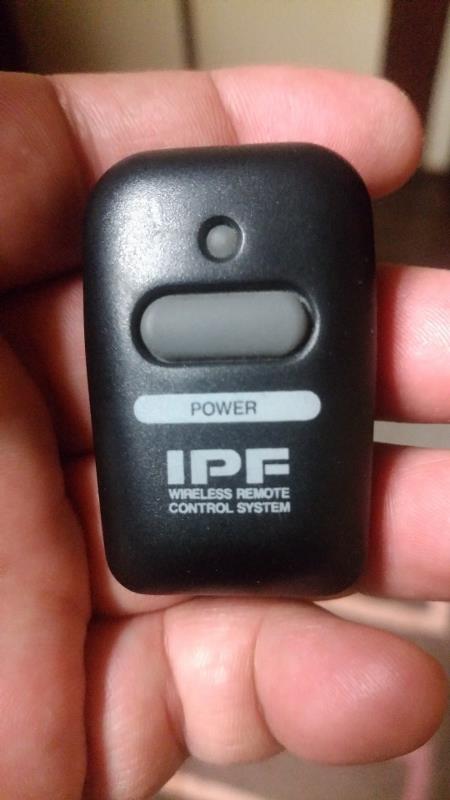 POWER
IPF
WIRELESS REMOTE
CONTROL SYSTEM